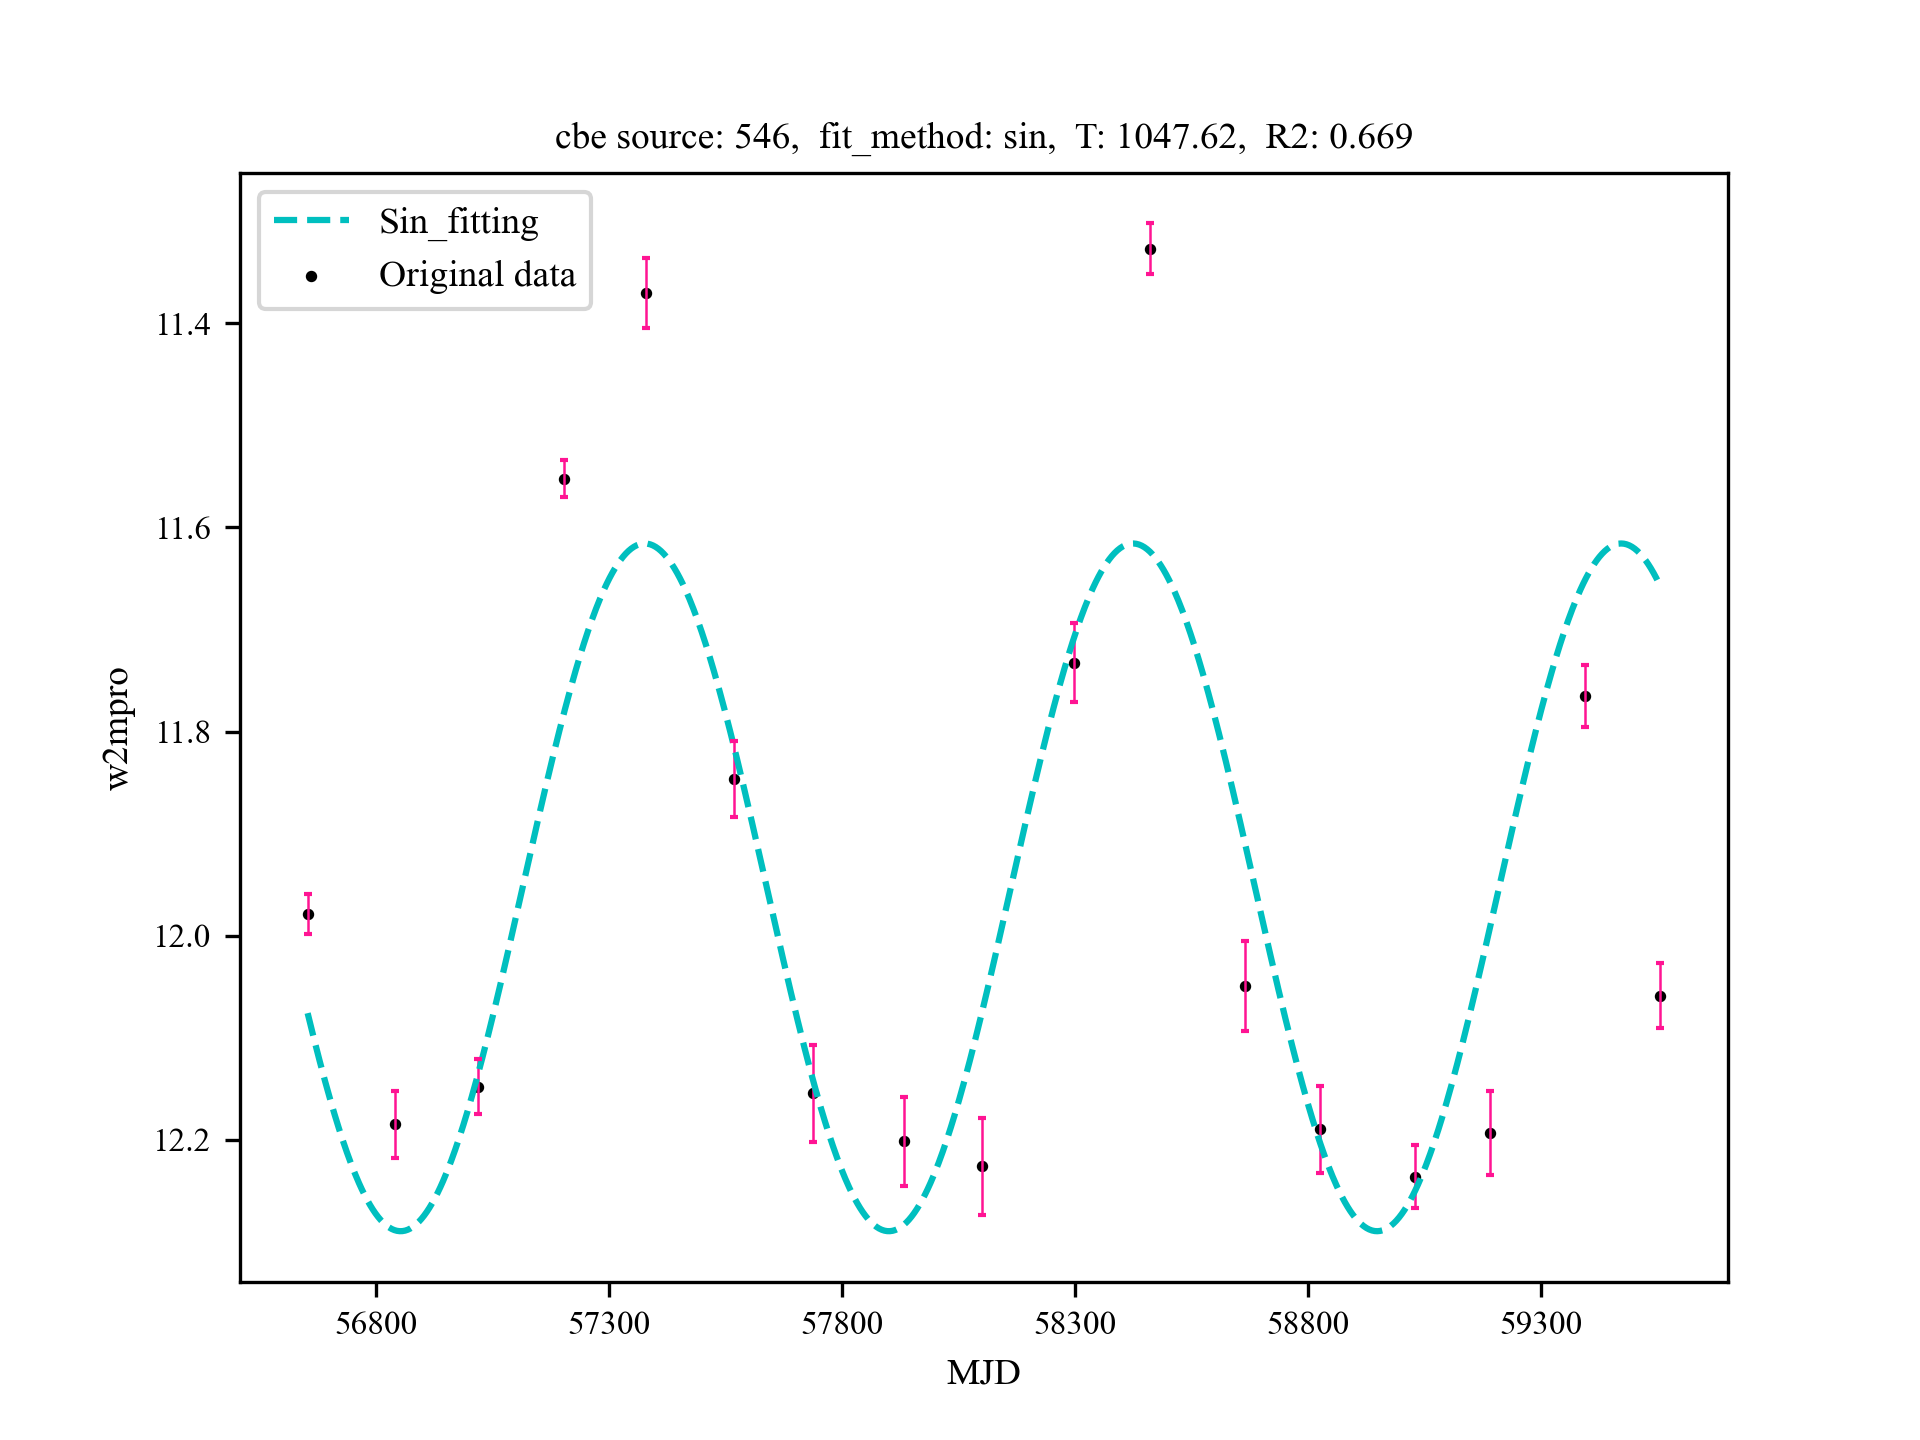 cbe source: 546,  fit_method: sin,  T: 1047.62,  R2: 0.669
Sin_fitting
Original data
11.4
11.6
11.8
12.0
12.2
w2mpro
56800
57300
57800
58300
58800
59300
MJD